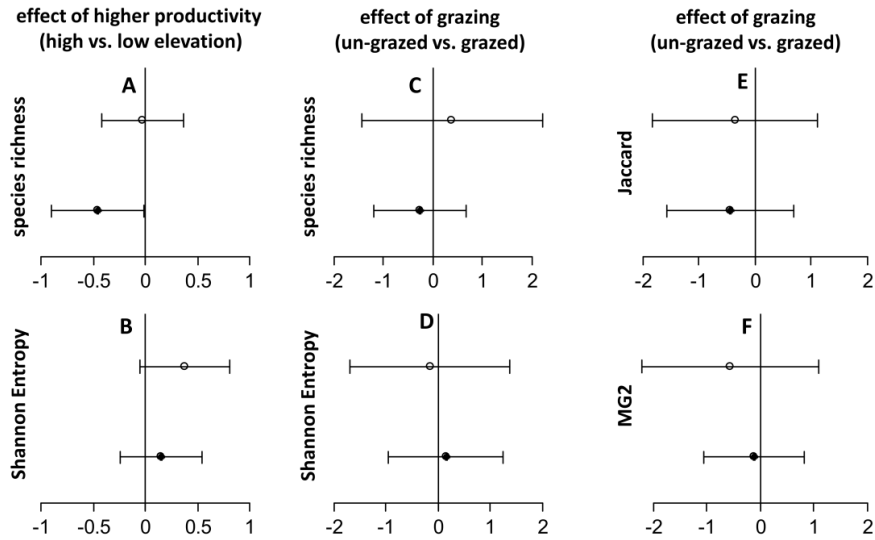 effect of higher productivity
(high vs. low elevation)
effect of grazing
(un-grazed vs. grazed)
effect of grazing
(un-grazed vs. grazed)
A
species richness
-1 -0.5 0 0.5 1
C
species richness
-2 -1 0 1 2
E
Jaccard
-2 -1 0 1 2
B
Shannon Entropy
-1 -0.5 0 0.5 1
D
Shannon Entropy
-2 -1 0 1 2
F
MG2
-2 -1 0 1 2